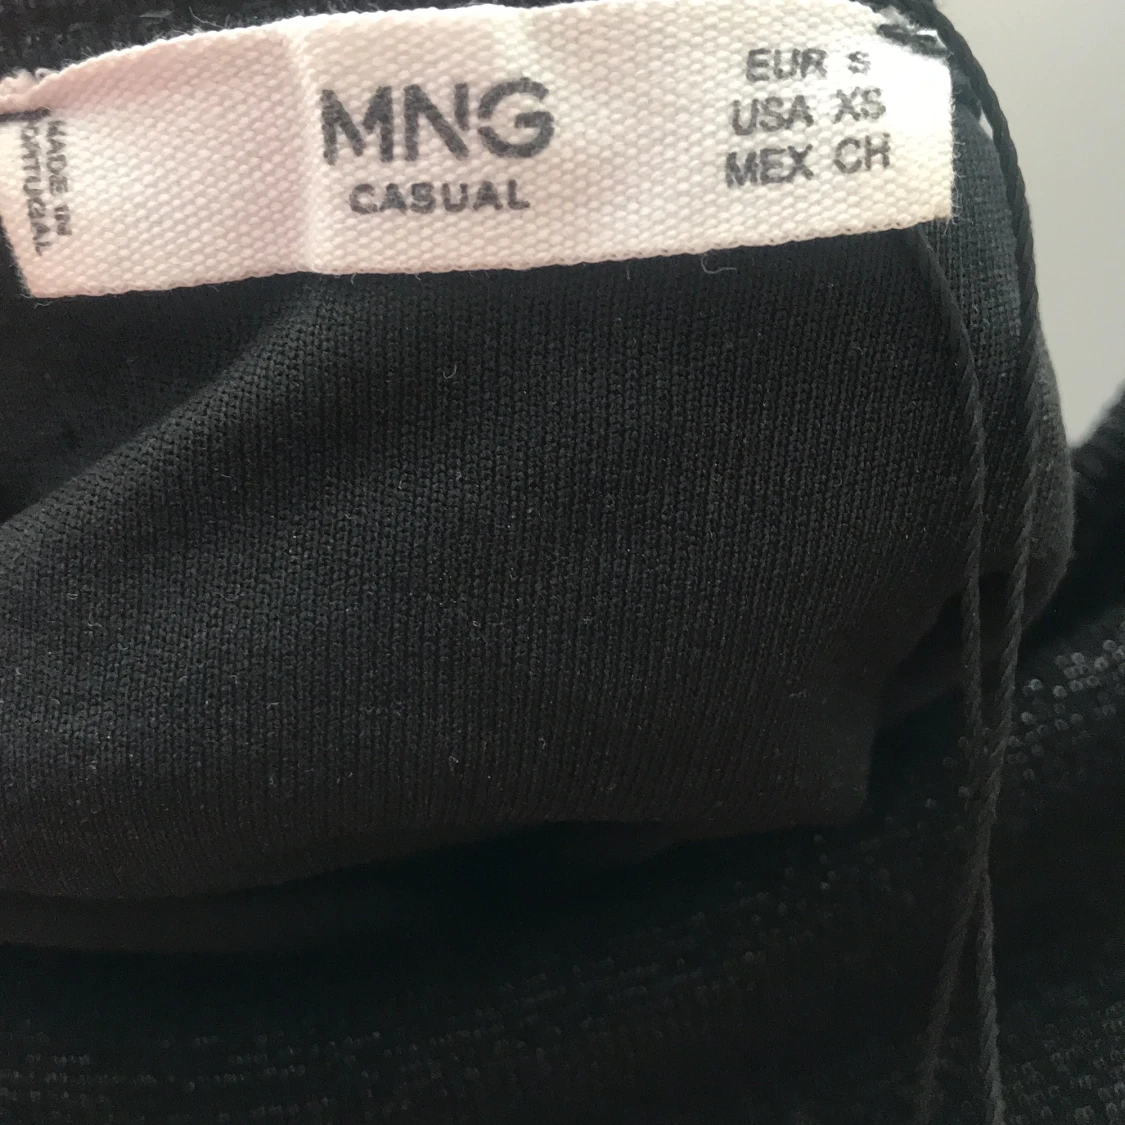 MADE IN
PORTUGAL
MNG
CASUAL
EUR S
USA XS
MEX CH